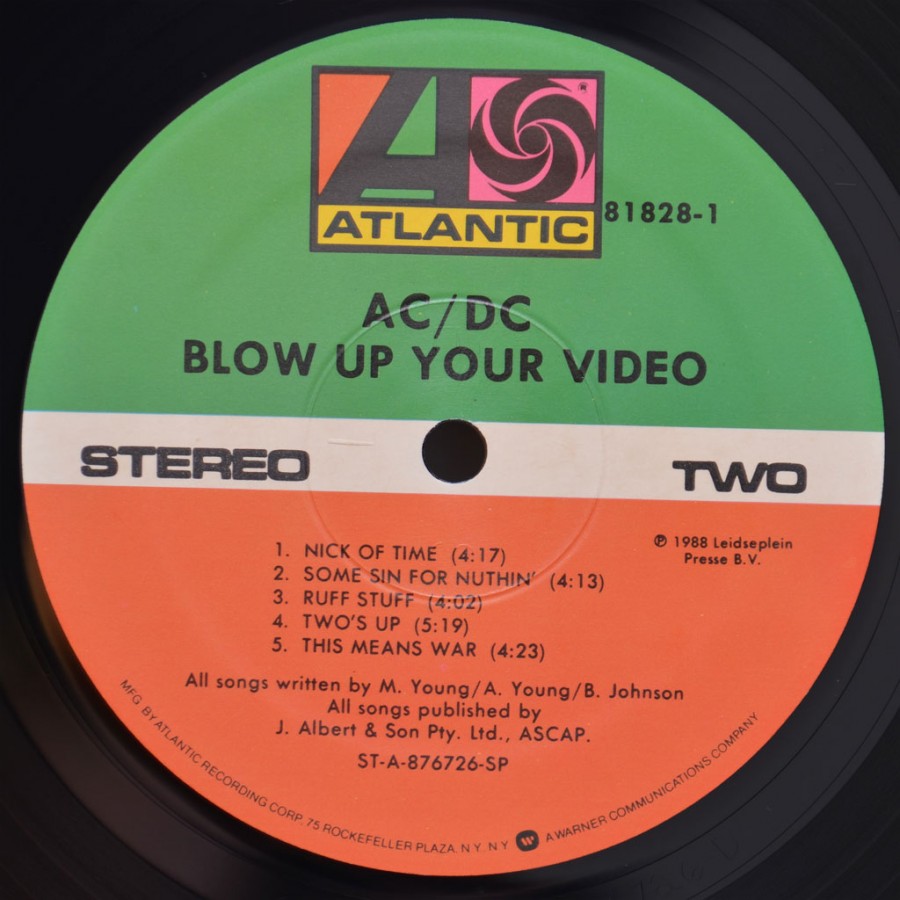 A
®
ATLANTIC
81828-1
AC/DC
BLOW UP YOUR VIDEO
STEREO
TWO
℗ 1988 Leidseplein
Presse B.V.
1. NICK OF TIME (4:17)
2. SOME SIN FOR NUTHIN' (4:13)
3. RUFF STUFF (4:02)
4. TWO'S UP (5:19)
5. THIS MEANS WAR (4:23)
All songs written by M. Young/A. Young/B. Johnson
All songs published by
J. Albert & Son Pty. Ltd., ASCAP.
ST-A-876726-SP
MFG. BY ATLANTIC RECORDING CORP. 75 ROCKEFELLER PLAZA. N.Y. N.Y. W A WARNER COMMUNICATIONS COMPANY